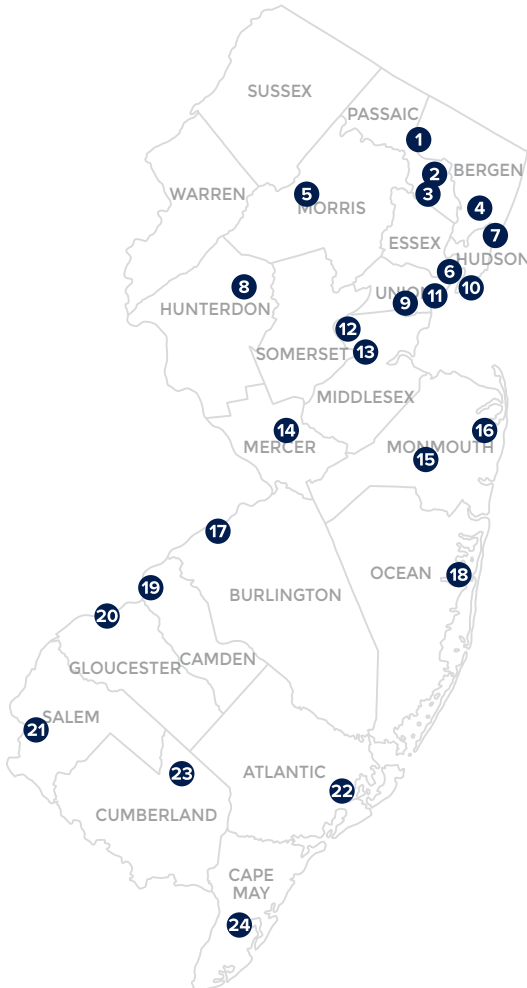 SUSSEX
PASSAIC
1
2
BERGEN
WARREN
5
3
MORRIS
4
7
ESSEX
HUDSON
6
8
10
UNION
11
9
HUNTERDON
12
SOMERSET
13
MIDDLESEX
14
16
MERCER
MONMOUTH
15
17
OCEAN
18
19
BURLINGTON
20
CAMDEN
GLOUCESTER
SALEM
21
23
ATLANTIC
22
CUMBERLAND
CAPE
MAY
24